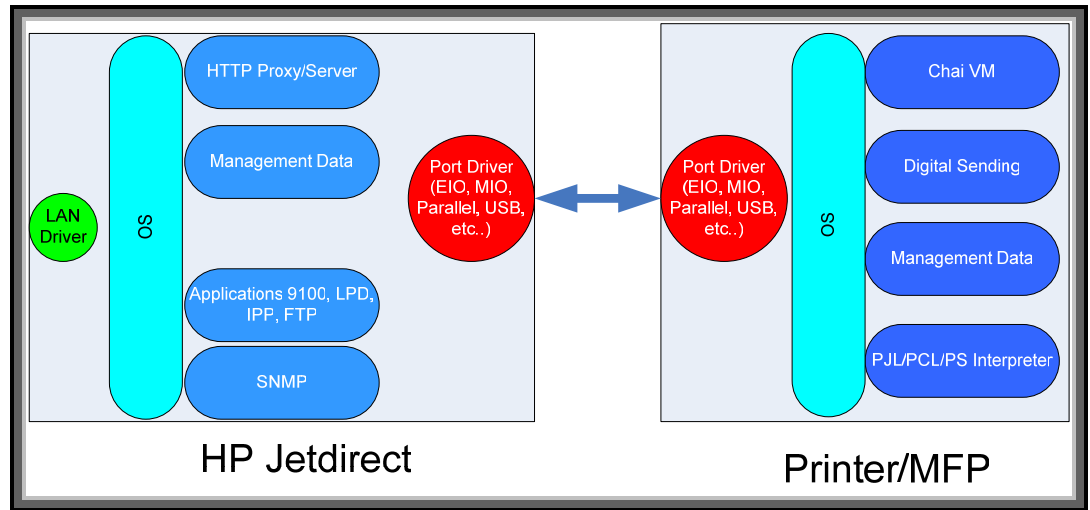 HTTP Proxy/Server
Management Data
LAN
Driver
OS
Applications 9100, LPD,
IPP, FTP
SNMP
Port Driver
(EIO, MIO,
Parallel, USB,
etc..)
HP Jetdirect
Port Driver
(EIO, MIO,
Parallel, USB,
etc..)
OS
Chai VM
Digital Sending
Management Data
PJL/PCL/PS Interpreter
Printer/MFP